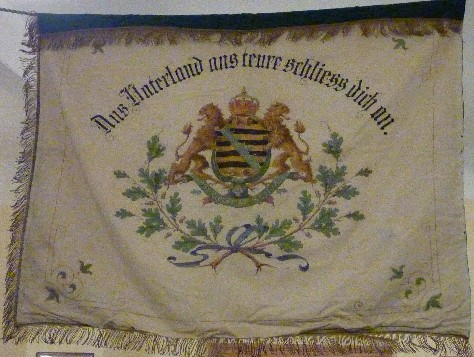 Ans Vaterland ans teure schliess dich an.